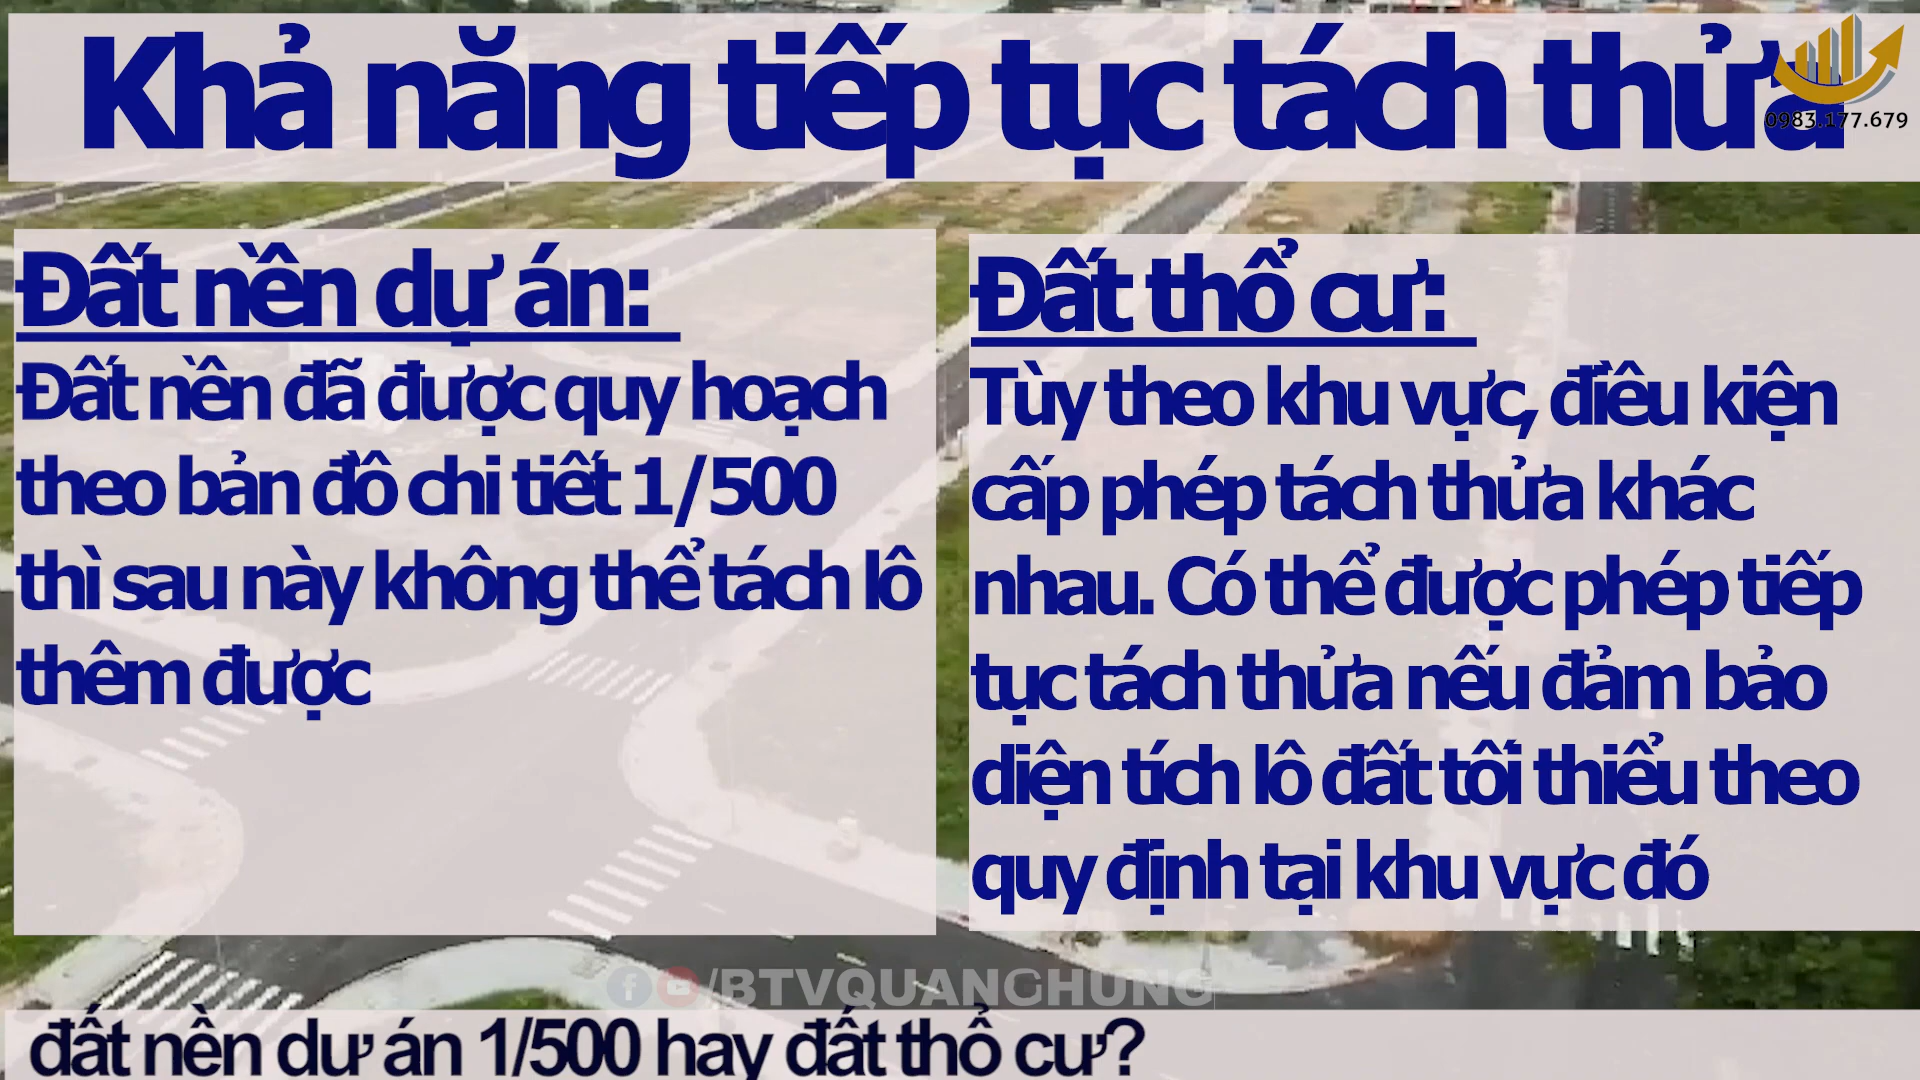 Khả năng tiếp tục tách thửa
0983.177.679
Đất nền dự án:
Đất nền đã được quy hoạch
theo bản đồ chi tiết 1/500
thì sau này không thể tách lô
thêm được
Đất thổ cư:
Tùy theo khu vực, điều kiện
cấp phép tách thửa khác
nhau. Có thể được phép tiếp
tục tách thửa nếu đảm bảo
diện tích lô đất tối thiểu theo
quy định tại khu vực đó
/BTVQUANGHUNG
đất nền dự án 1/500 hay đất thổ cư?